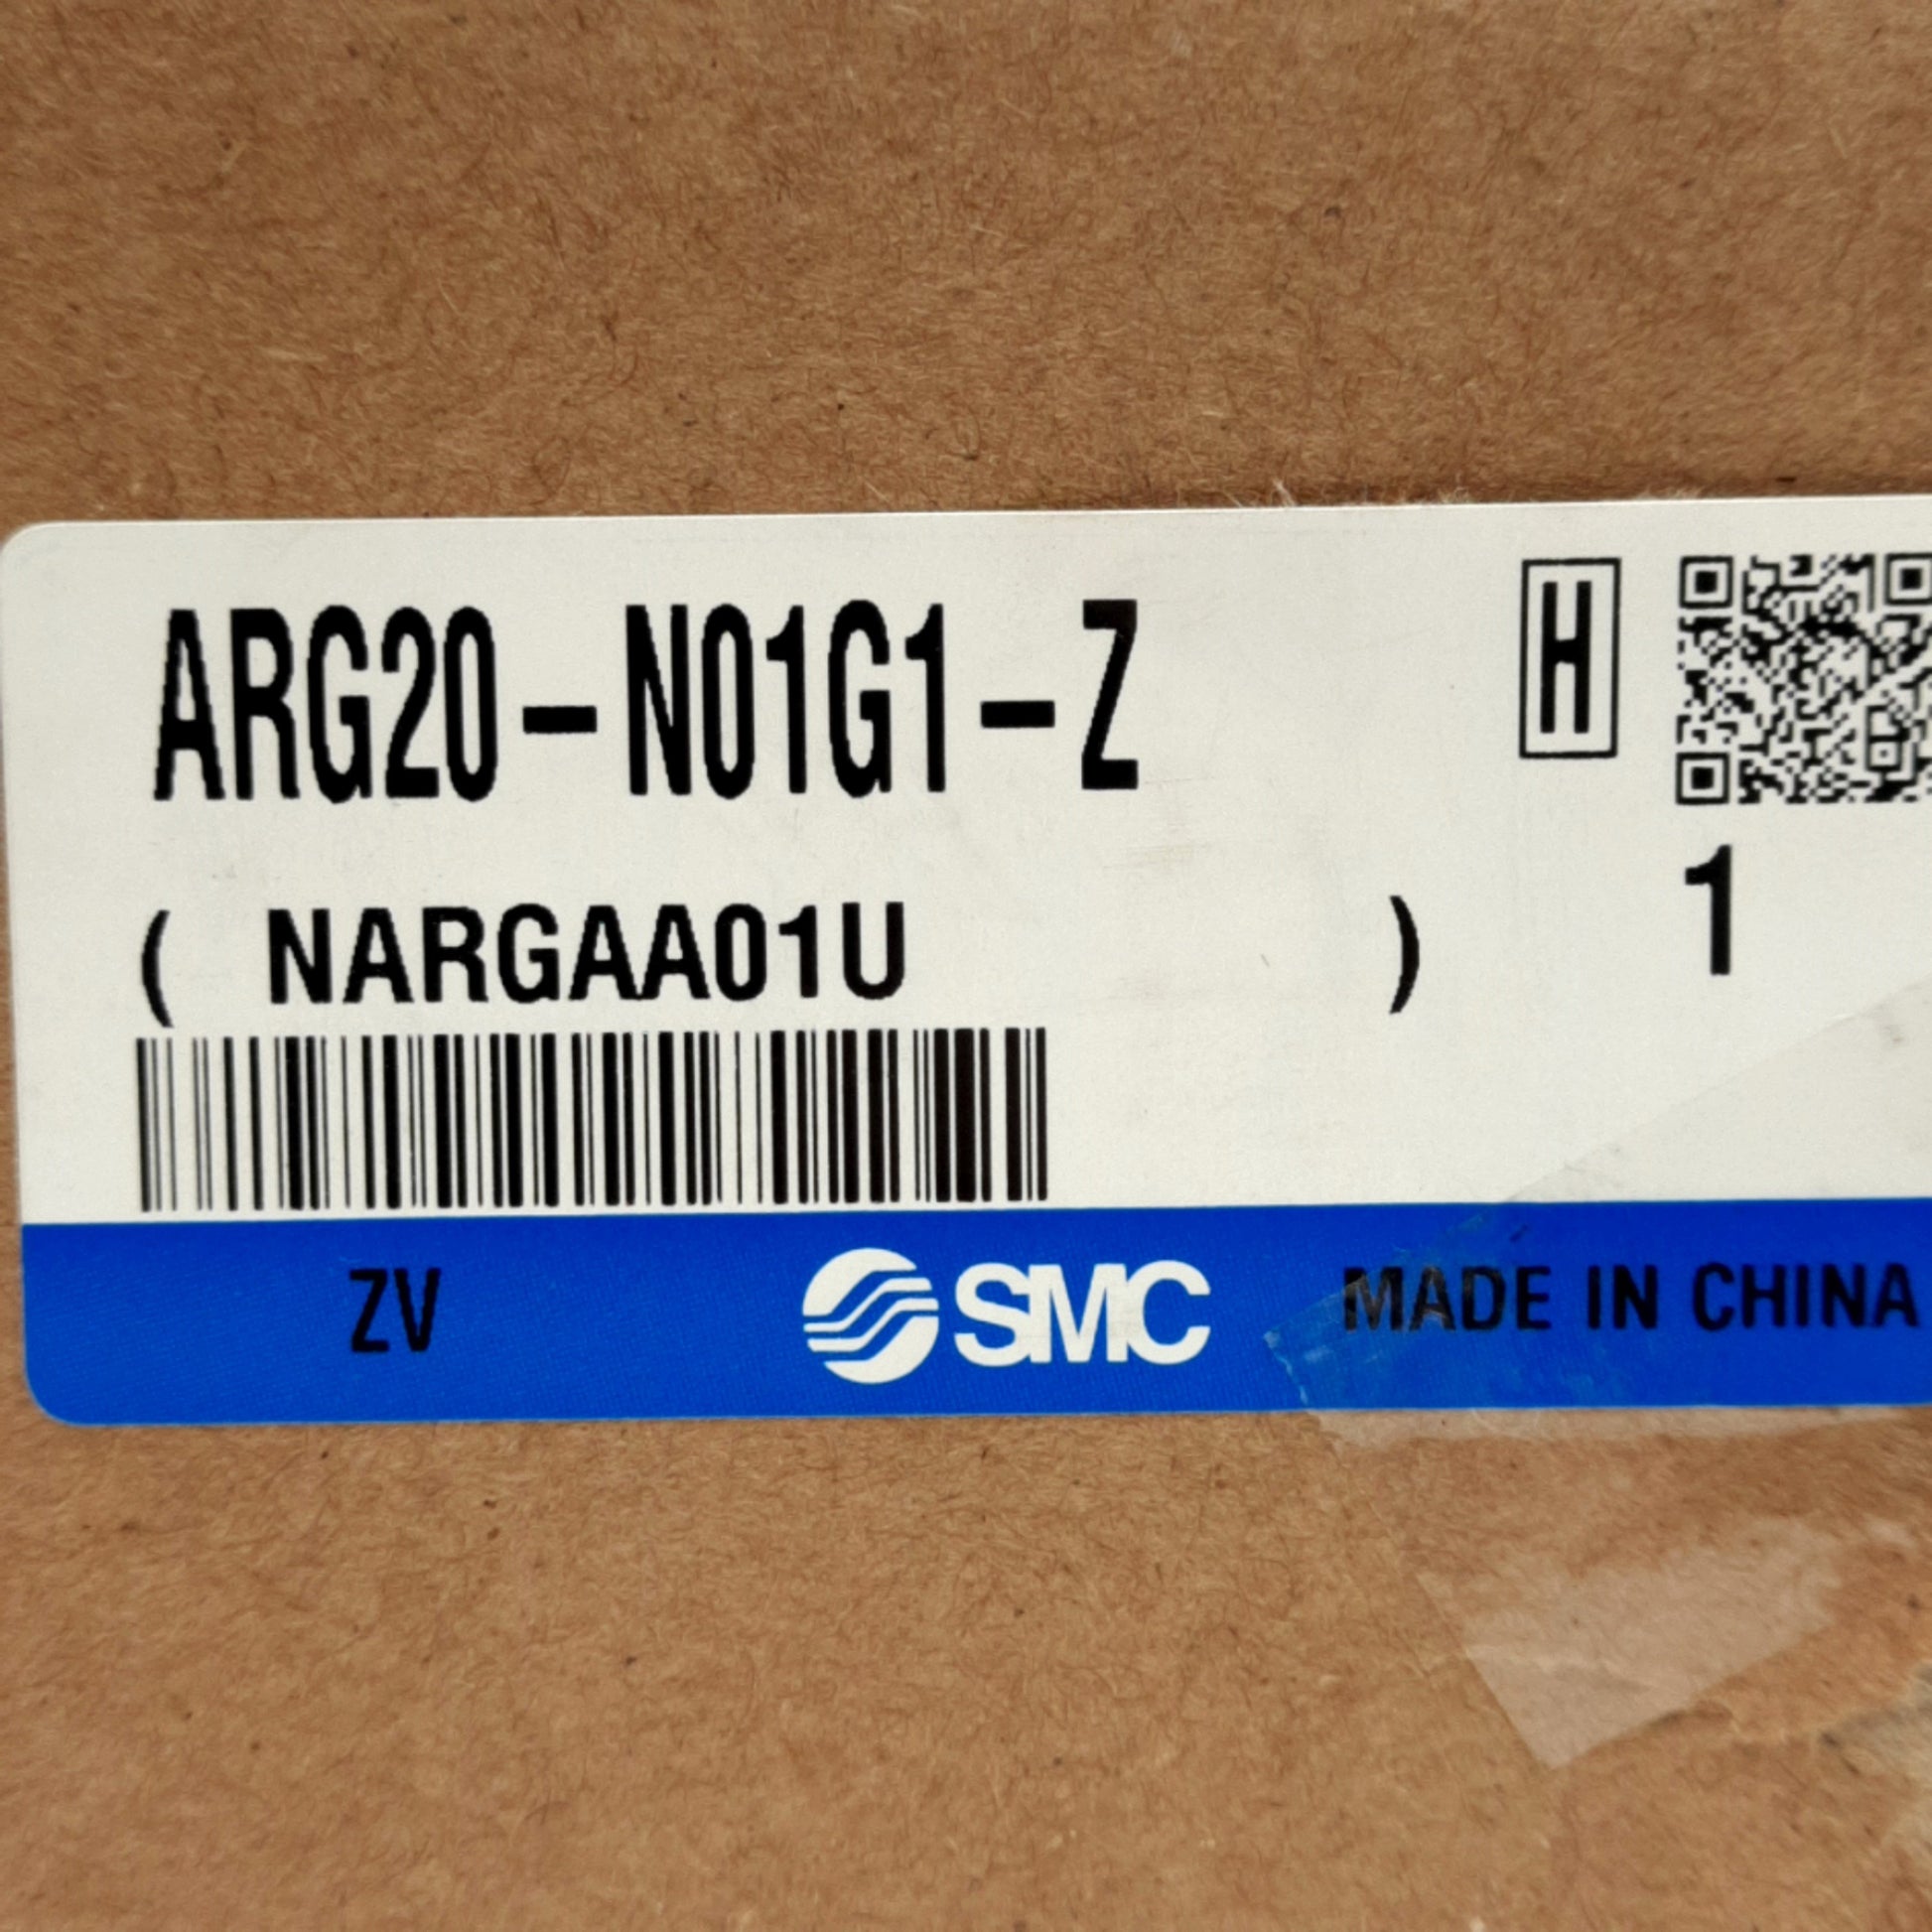 ARG20-N01G1-Z H
( NARGAA01U ) 1
ZV SMC MADE IN CHINA